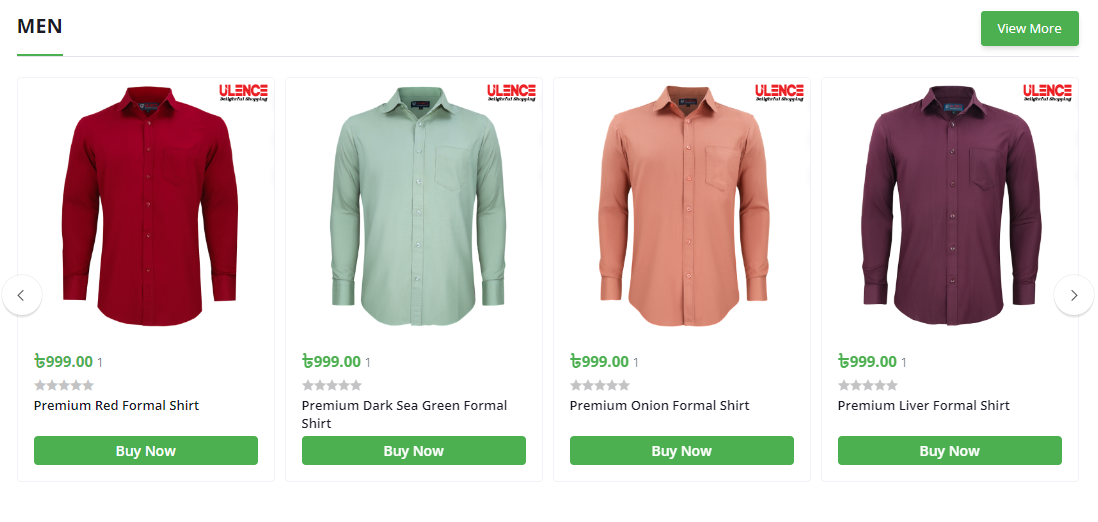 MEN
View More
ULENCE
Delightful Shopping
ULENCE
Delightful Shopping
ULENCE
Delightful Shopping
ULENCE
Delightful Shopping
৳999.00 1
Premium Red Formal Shirt
Buy Now
৳999.00 1
Premium Dark Sea Green Formal
Shirt
Buy Now
৳999.00 1
Premium Onion Formal Shirt
Buy Now
৳999.00 1
Premium Liver Formal Shirt
Buy Now